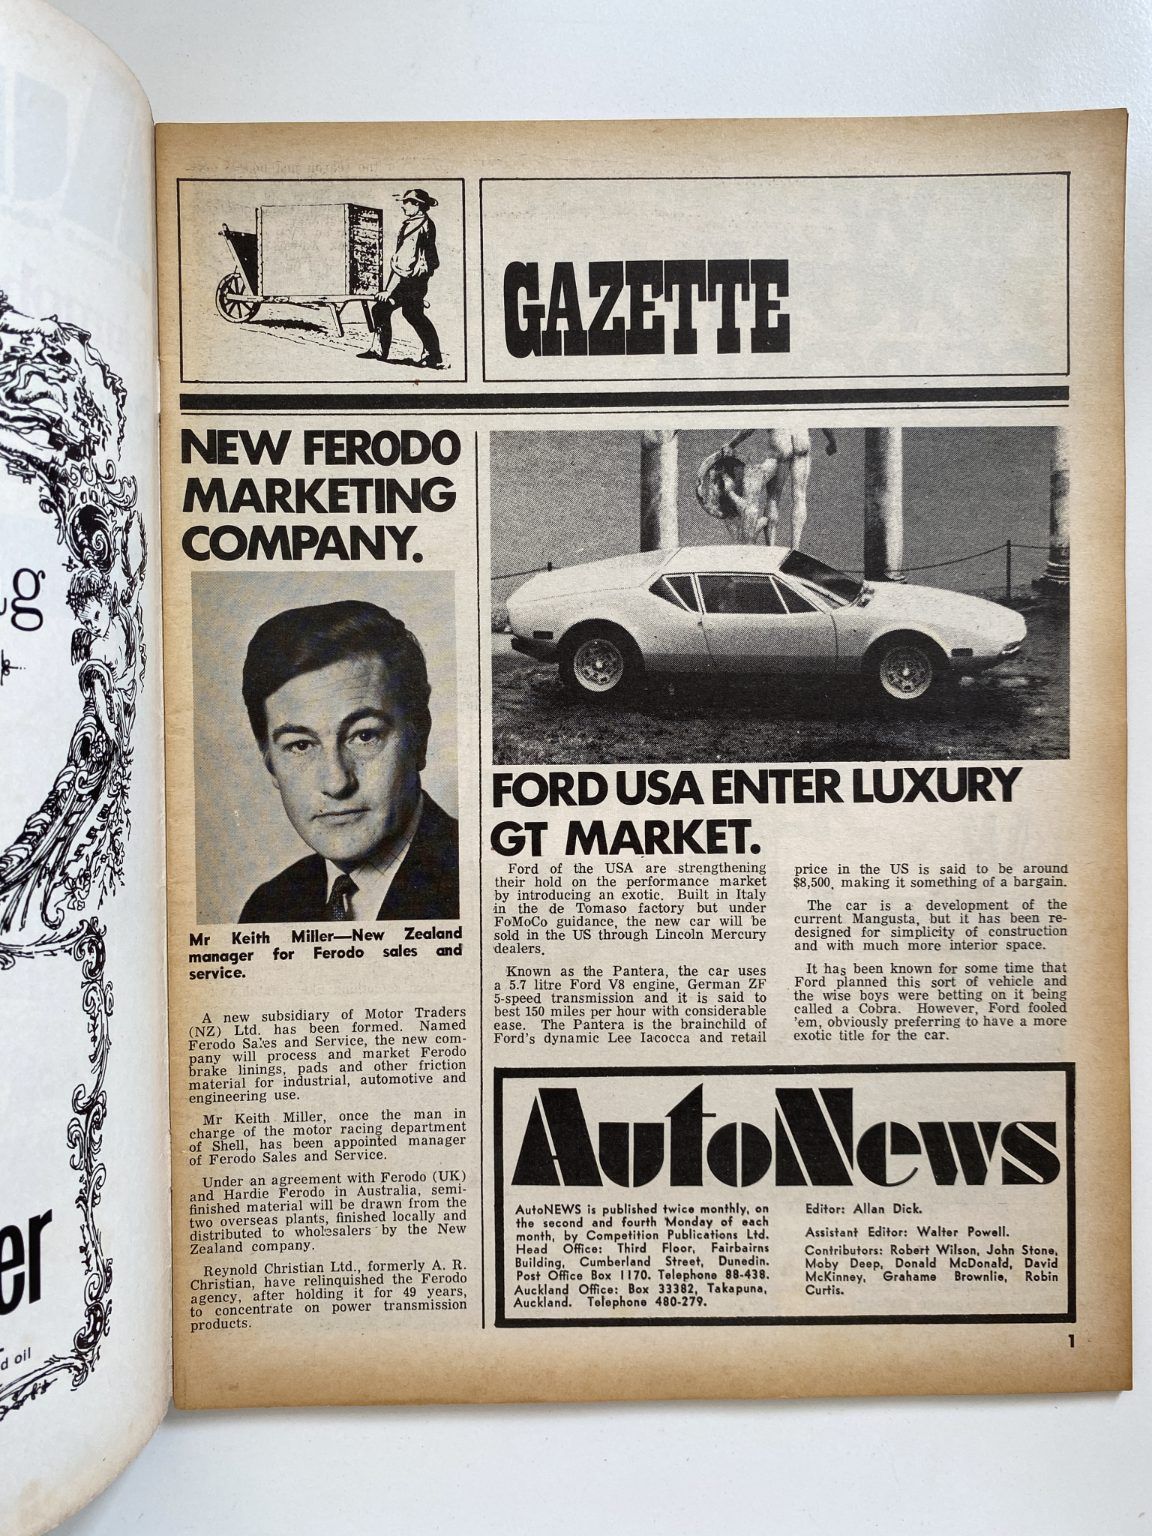 GAZETTE
NEW FERODO
MARKETING
COMPANY.
Mr Keith Miller—New Zealand
manager for Ferodo sales and
service.
A new subsidiary of Motor Traders
(NZ) Ltd. has been formed. Named
Ferodo Sales and Service, the new com-
pany will process and market Ferodo
brake linings, pads and other friction
material for industrial, automotive and
engineering use.
Mr Keith Miller, once the man in
charge of the motor racing department
of Shell, has been appointed manager
of Ferodo Sales and Service.
Under an agreement with Ferodo (UK)
and Hardie Ferodo in Australia, semi-
finished material will be drawn from the
two overseas plants, finished locally and
distributed to wholesalers by the New
Zealand company.
Reynold Christian Ltd., formerly A. R.
Christian, have relinquished the Ferodo
agency, after holding it for 49 years,
to concentrate on power transmission
products.
FORD USA ENTER LUXURY
GT MARKET.
Ford of the USA are strengthening
their hold on the performance market
by introducing an exotic. Built in Italy
in the de Tomaso factory but under
FoMoCo guidance, the new car will be
sold in the US through Lincoln Mercury
dealers.
Known as the Pantera, the car uses
a 5.7 litre Ford V8 engine, German ZF
5-speed transmission and it is said to
best 150 miles per hour with considerable
ease. The Pantera is the brainchild of
Ford's dynamic Lee Iacocca and retail
price in the US is said to be around
$8,500, making it something of a bargain.
The car is a development of the
current Mangusta, but it has been re-
designed for simplicity of construction
and with much more interior space.
It has been known for some time that
Ford planned this sort of vehicle and
the wise boys were betting on it being
called a Cobra. However, Ford fooled
'em, obviously preferring to have a more
exotic title for the car.
AutoNews
AutoNEWS is published twice monthly, on
the second and fourth Monday of each
month, by Competition Publications Ltd.
Head Office: Third Floor, Fairbairns
Building, Cumberland Street, Dunedin.
Post Office Box 1170. Telephone 88-438.
Auckland Office: Box 33382, Takapuna,
Auckland. Telephone 480-279.
Editor: Allan Dick.
Assistant Editor: Walter Powell.
Contributors: Robert Wilson, John Stone,
Moby Deep, Donald McDonald, David
McKinney, Grahame Brownlie, Robin
Curtis.
1
er
d oil